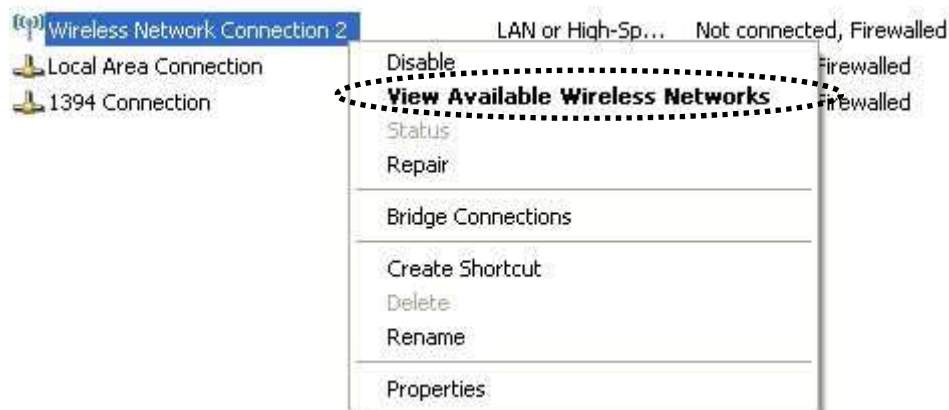 Wireless Network Connection 2 LAN or High-Sp... Not connected, Firewalled
Local Area Connection Firewalled
1394 Connection Firewalled
Disable
View Available Wireless Networks
Status
Repair
Bridge Connections
Create Shortcut
Delete
Rename
Properties